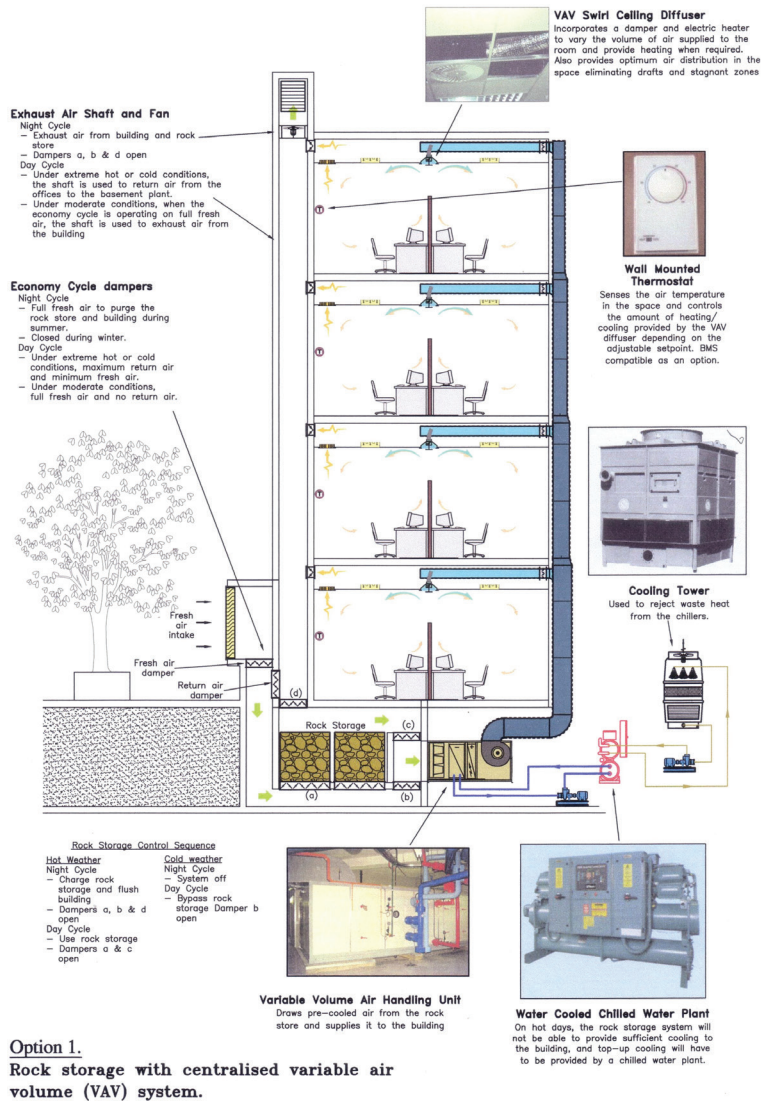 VAV Swirl Ceiling Diffuser
Incorporates a damper and electric heater
to vary the volume of air supplied to the
room and provide heating when required.
Also provides optimum air distribution in the
space eliminating drafts and stagnant zones
Exhaust Air Shaft and Fan
Night Cycle
– Exhaust air from building and rock
store
– Dampers a, b & d open
Day Cycle
– Under extreme hot or cold conditions,
the shaft is used to return air from the
offices to the basement plant.
– Under moderate conditions, when the
economy cycle is operating on full fresh
air, the shaft is used to exhaust air from
the building
T
Wall Mounted
Thermostat
Senses the air temperature
in the space and controls
the amount of heating/
cooling provided by the VAV
diffuser depending on the
adjustable setpoint. BMS
compatible as an option.
Economy Cycle dampers
Night Cycle
– Full fresh air to purge the
rock store and building during
summer.
– Closed during winter.
Day Cycle
– Under extreme hot or cold
conditions, maximum return air
and minimum fresh air.
– Under moderate conditions,
full fresh air and no return air.
T
T
T
Cooling Tower
Used to reject waste heat
from the chillers.
Fresh
air
intake
Fresh air
damper
Return air
damper
(d)
Rock Storage
(c)
(a)
(b)
Rock Storage Control Sequence
Hot Weather
Night Cycle
– Charge rock
storage and flush
building
– Dampers a, b & d
open
Day Cycle
– Use rock storage
– Dampers a & c
open
Cold weather
Night Cycle
– System off
Day Cycle
– Bypass rock
storage Damper b
open
Variable Volume Air Handling Unit
Draws pre-cooled air from the rock
store and supplies it to the building
Water Cooled Chilled Water Plant
On hot days, the rock storage system will
not be able to provide sufficient cooling to
the building, and top-up cooling will have
to be provided by a chilled water plant.
Option 1.
Rock storage with centralised variable air
volume (VAV) system.